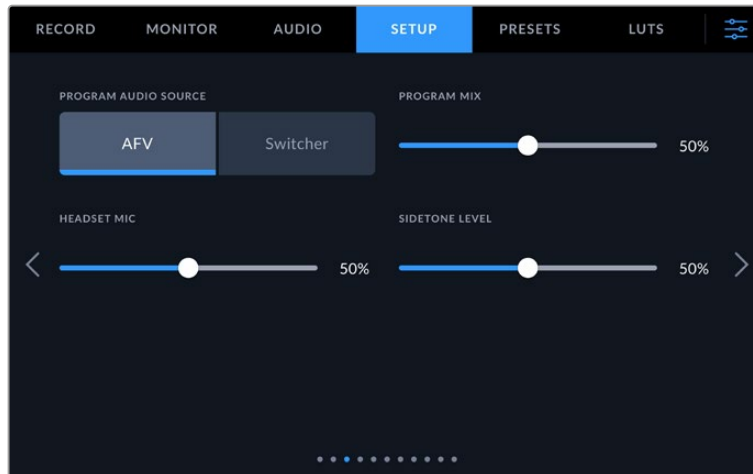 RECORD MONITOR AUDIO SETUP PRESETS LUTS
PROGRAM AUDIO SOURCE
AFV Switcher
PROGRAM MIX
50%
HEADSET MIC
50%
SIDETONE LEVEL
50%